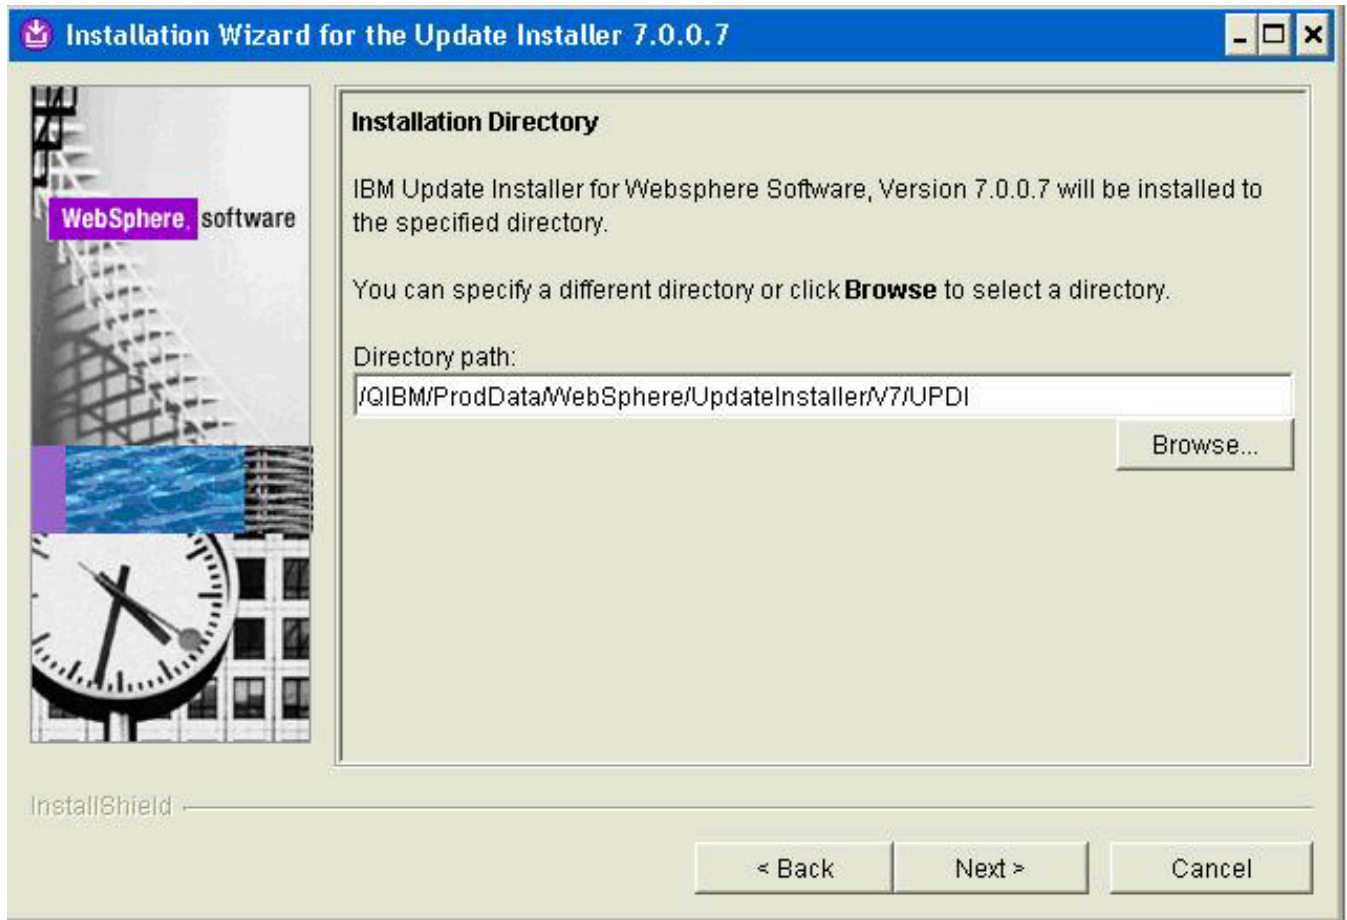 Installation Wizard for the Update Installer 7.0.0.7
WebSphere. software
Installation Directory
IBM Update Installer for Websphere Software, Version 7.0.0.7 will be installed to
the specified directory.
You can specify a different directory or click Browse to select a directory.
Directory path:
/QIBM/ProdData/WebSphere/UpdateInstaller/V7/UPDI
Browse...
InstallShield
< Back
Next >
Cancel